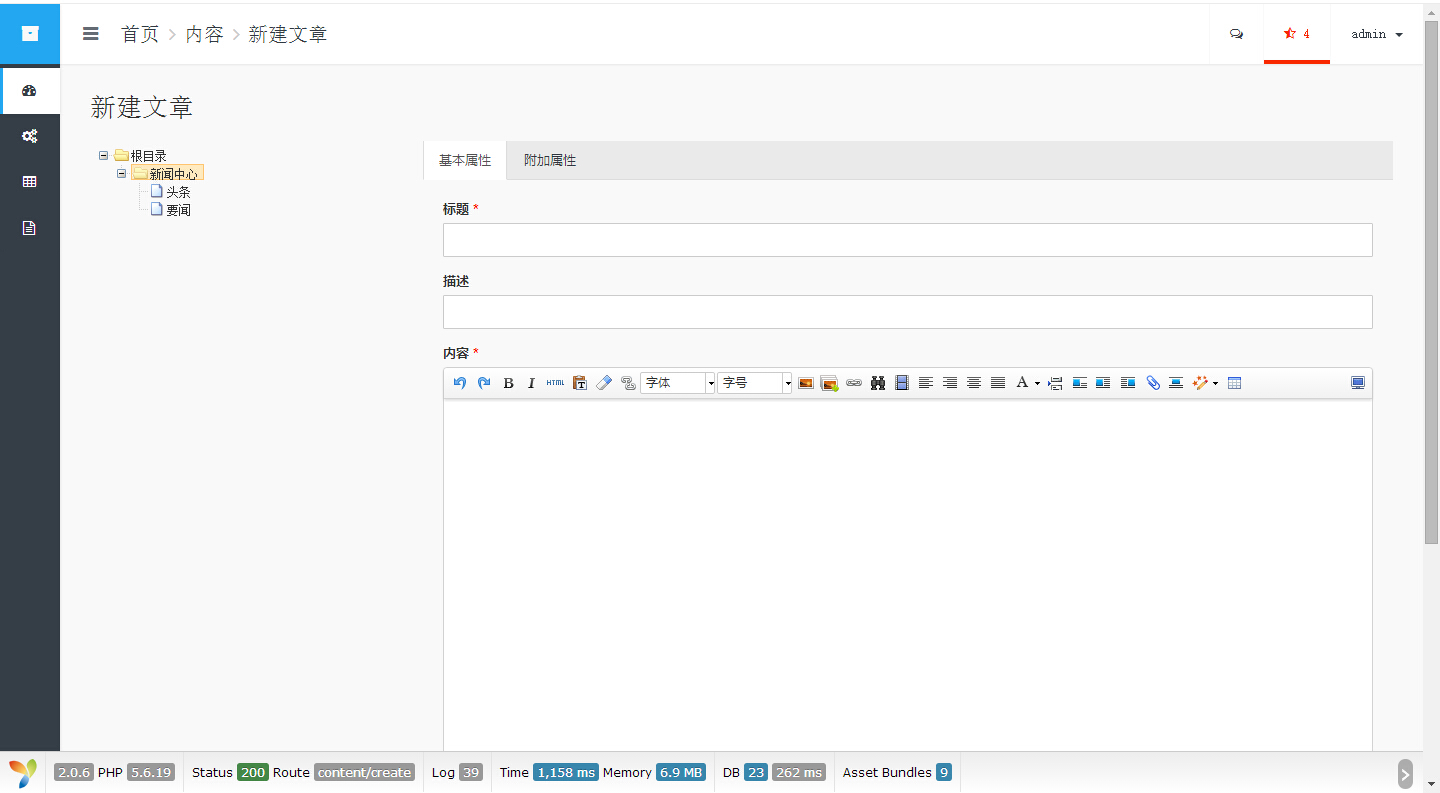 首页 > 内容 > 新建文章
4
admin
新建文章
根目录
新闻中心
头条
要闻
基本属性 附加属性
标题 *
描述
内容 *
B I HTML T 字体 字号 A
2.0.6 PHP 5.6.19 Status 200 Route content/create Log 39 Time 1,158 ms Memory 6.9 MB DB 23 262 ms Asset Bundles 9